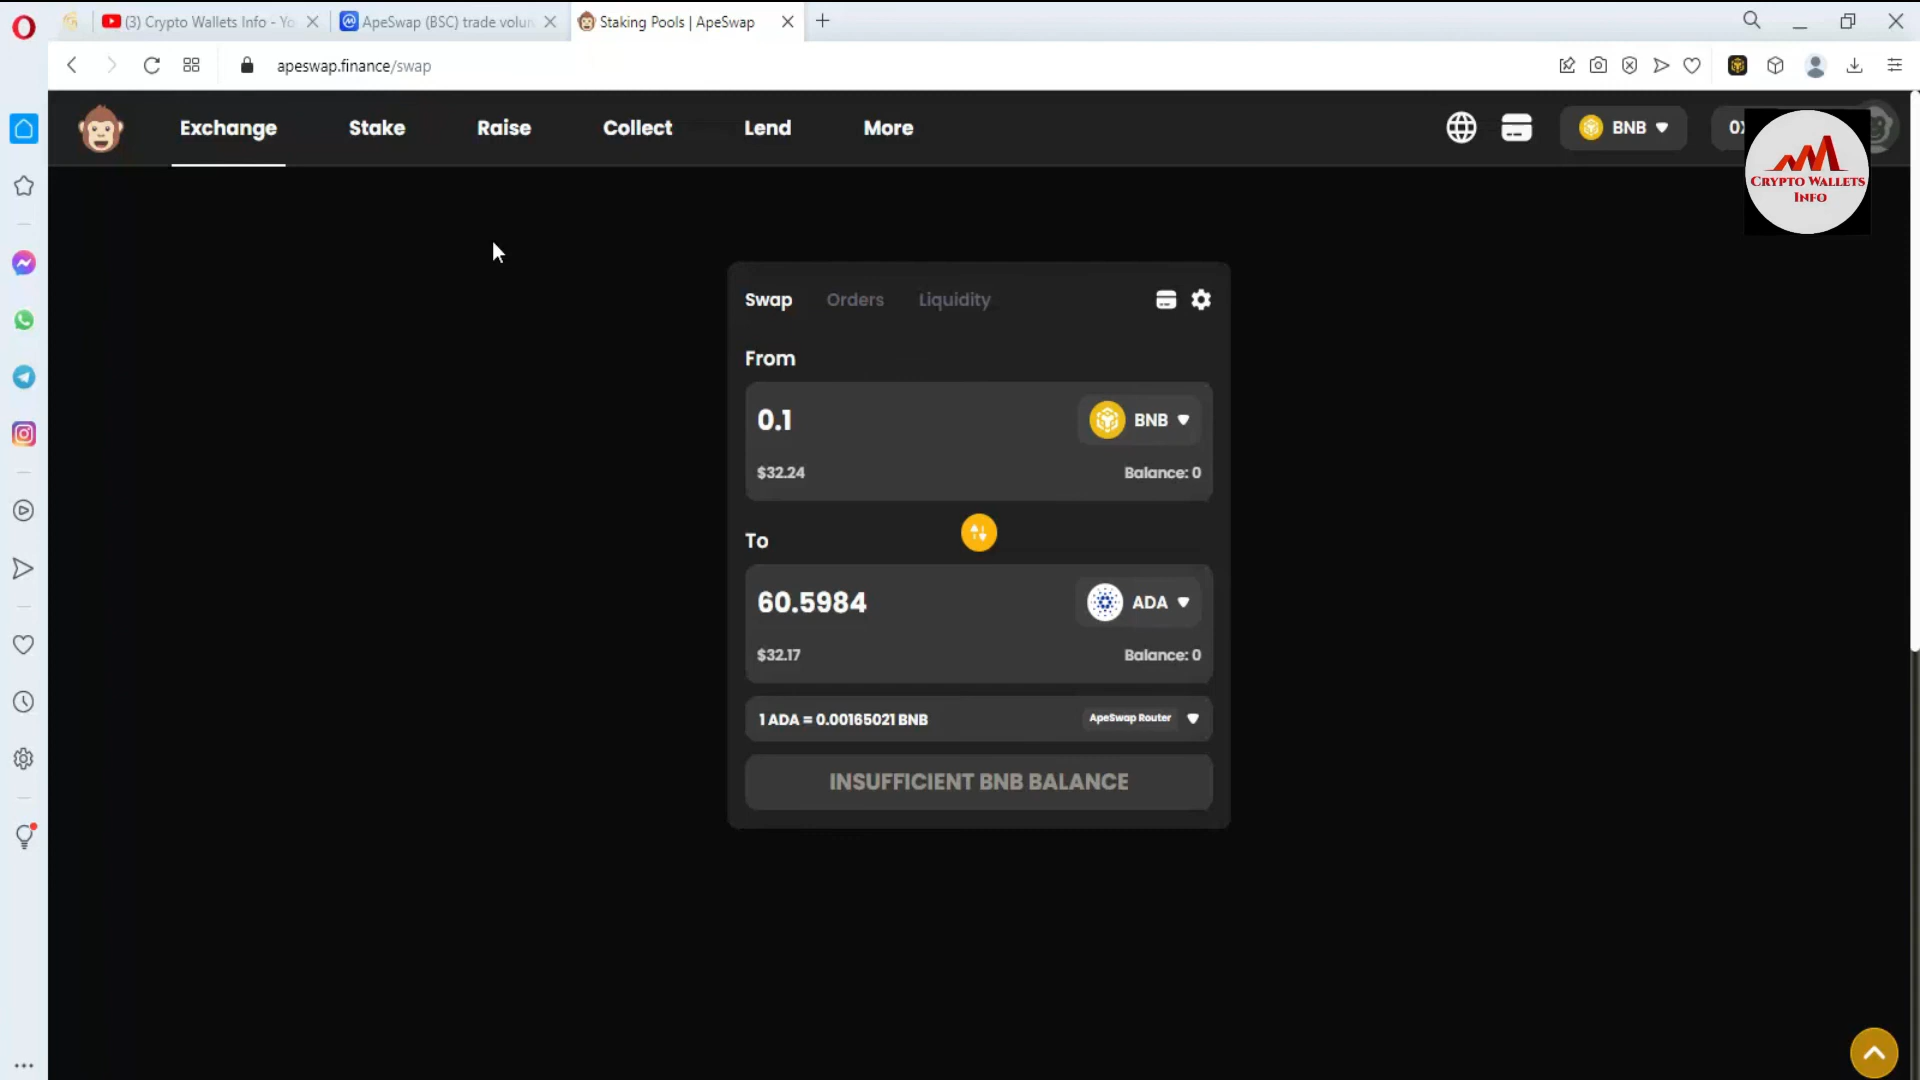 (3) Crypto Wallets Info - Yo
ApeSwap (BSC) trade volun
Staking Pools | ApeSwap
apeswap.finance/swap
Exchange
Stake
Raise
Collect
Lend
More
BNB
CRYPTO WALLETS
INFO
Swap
Orders
Liquidity
From
0.1
BNB
$32.24
Balance: 0
To
60.5984
ADA
$32.17
Balance: 0
1 ADA = 0.00165021 BNB
ApeSwap Router
INSUFFICIENT BNB BALANCE